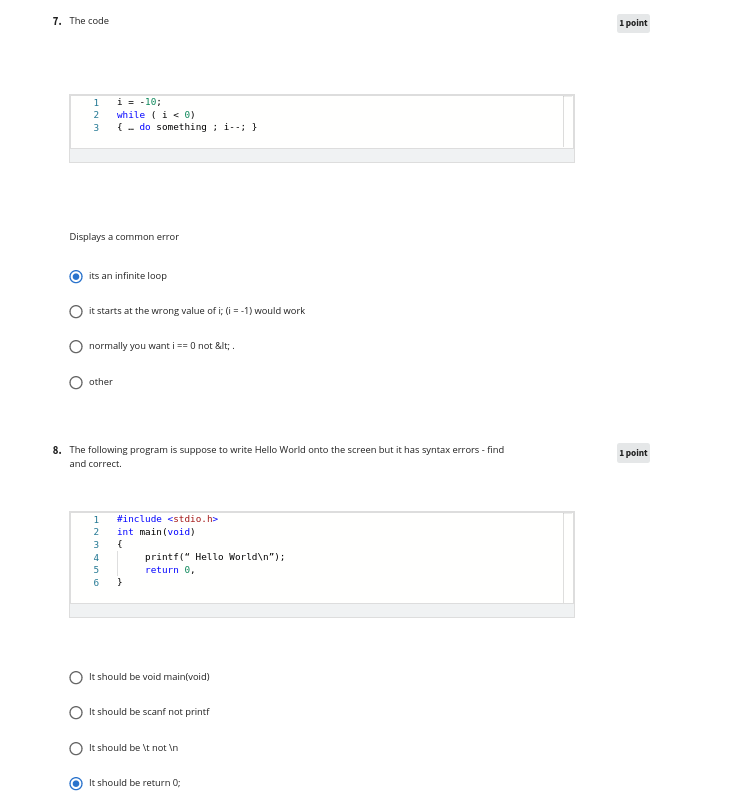 7. The code
1 point
1 i = -10;
2 while ( i < 0)
3 { … do something ; i--; }
Displays a common error
its an infinite loop
it starts at the wrong value of i; (i = -1) would work
normally you want i == 0 not &lt; .
other
8. The following program is suppose to write Hello World onto the screen but it has syntax errors - find
and correct.
1 point
1 #include <stdio.h>
2 int main(void)
3 {
4 printf(“ Hello World\n”);
5 return 0,
6 }
It should be void main(void)
It should be scanf not printf
It should be \t not \n
It should be return 0;